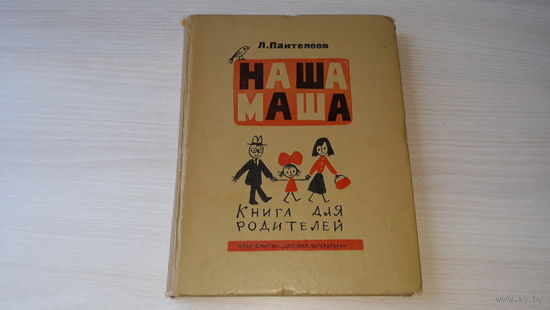 Л.Пантелеев
НАША
МАША
КНИГА ДЛЯ
РОДИТЕЛЕЙ
ИЗДАТЕЛЬСТВО „ДЕТСКАЯ ЛИТЕРАТУРА“
www.ay.by